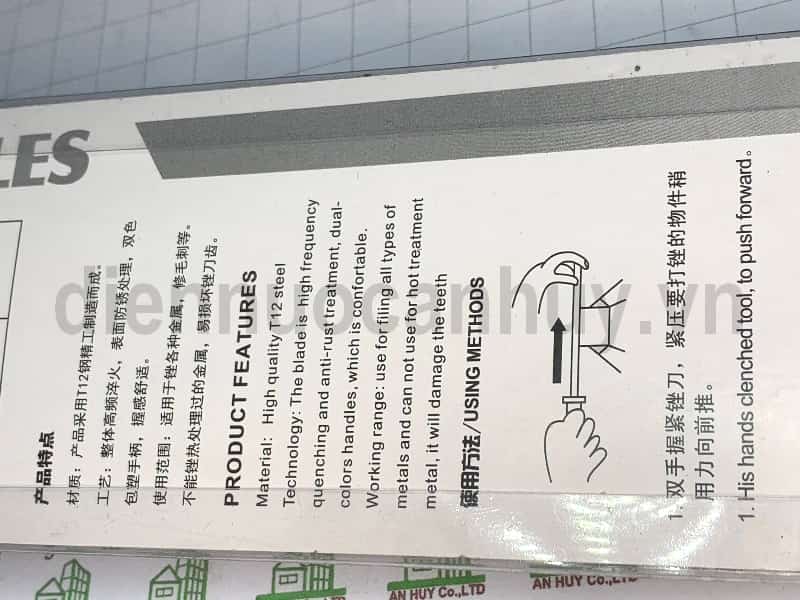 LES
产品特点
材质：产品采用T12钢精工制造而成。
工艺：整体高频淬火，表面防锈处理，双色
包塑手柄，握感舒适。
使用范围：适用于锉各种金属，修毛刺等。
不能锉热处理过的金属，易损坏锉刀齿。
PRODUCT FEATURES
Material: High quality T12 steel
Technology: The blade is high frequency
quenching and anti-rust treatment, dual-
colors handles, which is confortable.
Working range: use for filling all types of
metals and can not use for hot treatment
metal, it will damage the teeth
使用方法/USING METHODS
1. 双手握紧锉刀，紧压要打锉的物件稍
用力向前推。
1. His hands clenched tool, to push forward.
diennuocanhuy.vn
AN HUY Co.,LTD
AN HUY Co.,LTD